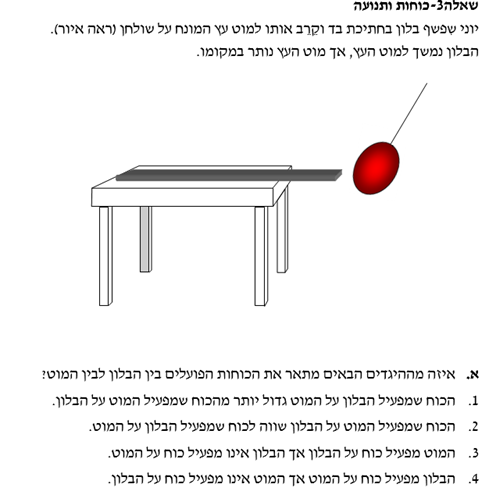 שאלה3-כוחות ותנועה
יוני שִפשף בלון בחתיכת בד וקֵרַב אותו למוט עץ המונח על שולחן (ראה איור).
הבלון נמשך למוט העץ, אך מוט העץ נותר במקומו.
א. איזה מההיגדים הבאים מתאר את הכוחות הפועלים בין הבלון לבין המוט?
1. הכוח שמפעיל הבלון על המוט גדול יותר מהכוח שמפעיל המוט על הבלון.
2. הכוח שמפעיל המוט על הבלון שווה לכוח שמפעיל הבלון על המוט.
3. המוט מפעיל כוח על הבלון אך הבלון אינו מפעיל כוח על המוט.
4. הבלון מפעיל כוח על המוט אך המוט אינו מפעיל כוח על הבלון.